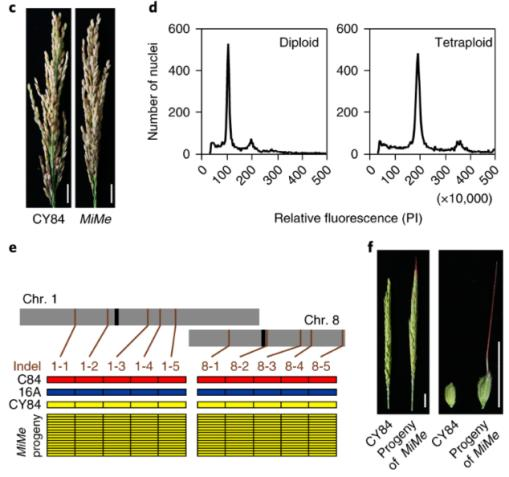 c
CY84 MiMe
d
600 600
Diploid Tetraploid
400 400
200 200
0 0
Number of nuclei
0 100 200 300 400 500 0 100 200 300 400 500
(×10,000)
Relative fluorescence (PI)
e
Chr. 1
Chr. 8
Indel 1-1 1-2 1-3 1-4 1-5 8-1 8-2 8-3 8-4 8-5
C84
16A
CY84
MiMe
progeny
f
CY84 Progeny of MiMe CY84 Progeny of MiMe